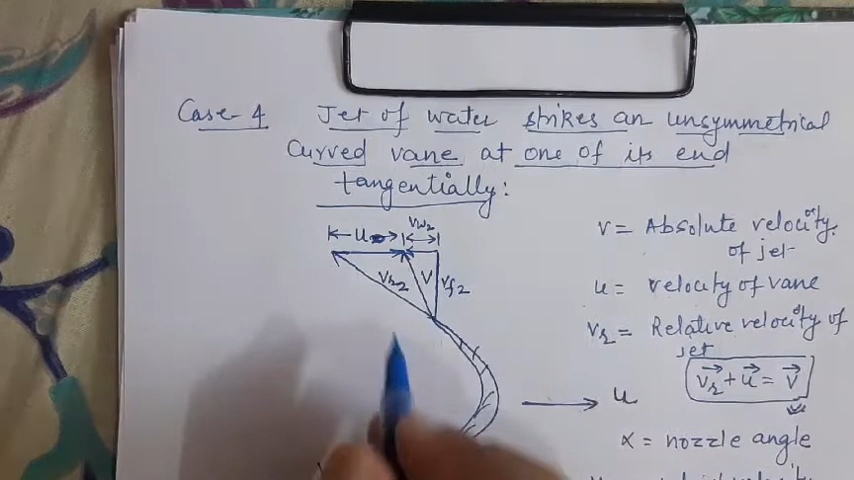 Case-4 Jet of water strikes an unsymmetrical
curved vane at one of its end
tangentially:
u Vw2
Vr2 V Vf2
V = Absolute velocity of
of jet
u = velocity of vane
Vr = Relative velocity of
jet
Vr + u = V
u
α = nozzle angle